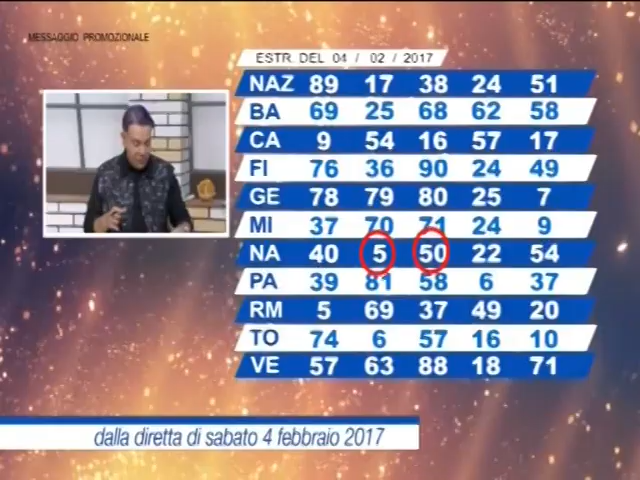 MESSAGGIO PROMOZIONALE
ESTR. DEL 04 / 02 / 2017
NAZ 89 17 38 24 51
BA 69 25 68 62 58
CA 9 54 16 57 17
FI 76 36 90 24 49
GE 78 79 80 25 7
MI 37 70 71 24 9
NA 40 5 50 22 54
PA 39 81 58 6 37
RM 5 69 37 49 20
TO 74 6 57 16 10
VE 57 63 88 18 71
dalla diretta di sabato 4 febbraio 2017